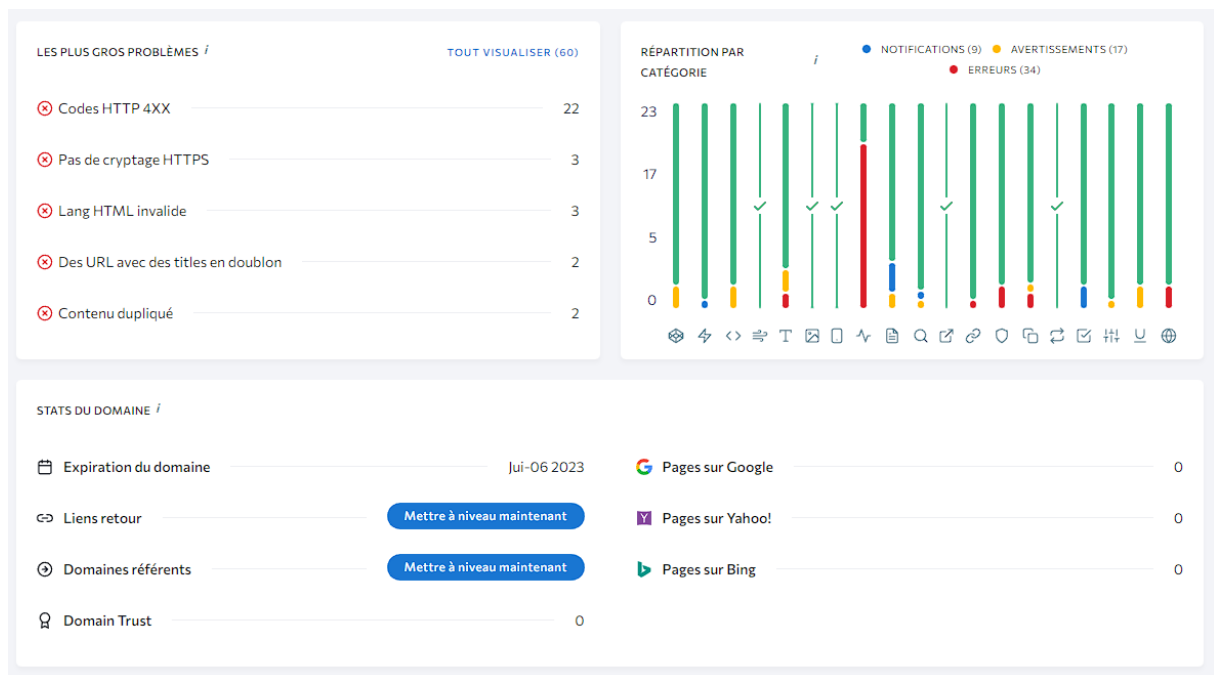 LES PLUS GROS PROBLÈMES i
TOUT VISUALISER (60)
Codes HTTP 4XX 22
Pas de cryptage HTTPS 3
Lang HTML invalide 3
Des URL avec des titles en doublon 2
Contenu dupliqué 2
RÉPARTITION PAR
CATÉGORIE i
NOTIFICATIONS (9) AVERTISSEMENTS (17)
ERREURS (34)
23
17
5
0
STATS DU DOMAINE i
Expiration du domaine Jui-06 2023
Liens retour Mettre à niveau maintenant
Domaines référents Mettre à niveau maintenant
Domain Trust 0
Pages sur Google 0
Pages sur Yahoo! 0
Pages sur Bing 0